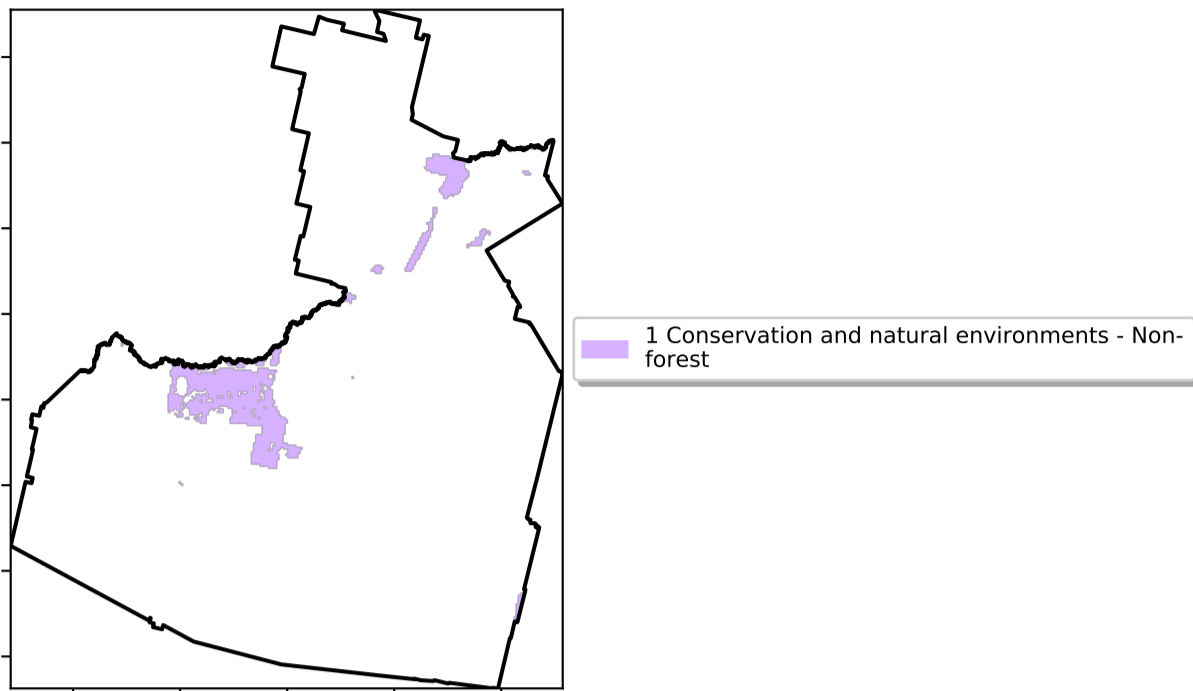 1 Conservation and natural environments - Non-
forest